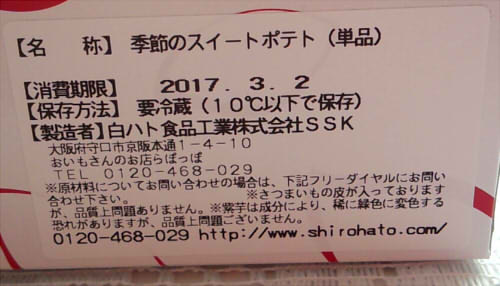 【名　　称】 季節のスイートポテト（単品）
【消費期限】　2017．3．2
【保存方法】 要冷蔵（10℃以下で保存）
【製造者】白ハト食品工業株式会社SSK
大阪府守口市京阪本通1-4-10
おいもさんのお店らぽっぽ
TEL 0120-468-029
※原材料についてお問い合わせの場合は、下記フリーダイヤルにお問い
合わせ下さい。　　　　　※さつまいもの皮が入っております
が、品質上問題ありません。※紫芋は成分により、稀に緑色に変色する
恐れがありますが、品質上問題ございません。
0120-468-029 http://www.shirohato.com/